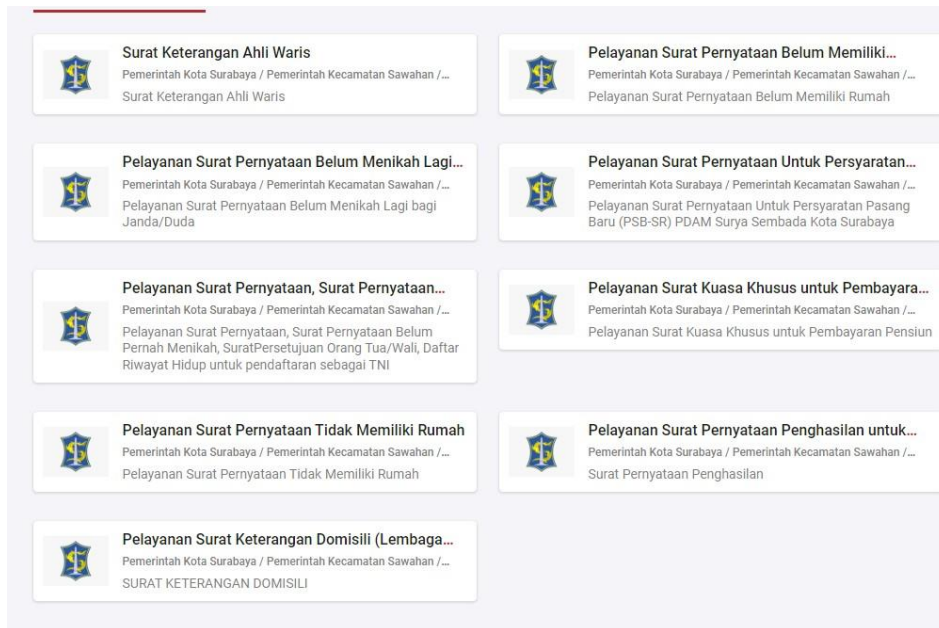 Surat Keterangan Ahli Waris
Pemerintah Kota Surabaya / Pemerintah Kecamatan Sawahan /...
Surat Keterangan Ahli Waris
Pelayanan Surat Pernyataan Belum Memiliki...
Pemerintah Kota Surabaya / Pemerintah Kecamatan Sawahan /...
Pelayanan Surat Pernyataan Belum Memiliki Rumah
Pelayanan Surat Pernyataan Belum Menikah Lagi...
Pemerintah Kota Surabaya / Pemerintah Kecamatan Sawahan /...
Pelayanan Surat Pernyataan Belum Menikah Lagi bagi
Janda/Duda
Pelayanan Surat Pernyataan Untuk Persyaratan...
Pemerintah Kota Surabaya / Pemerintah Kecamatan Sawahan /...
Pelayanan Surat Pernyataan Untuk Persyaratan Pasang
Baru (PSB-SR) PDAM Surya Sembada Kota Surabaya
Pelayanan Surat Pernyataan, Surat Pernyataan...
Pemerintah Kota Surabaya / Pemerintah Kecamatan Sawahan /...
Pelayanan Surat Pernyataan, Surat Pernyataan Belum
Pernah Menikah, SuratPersetujuan Orang Tua/Wali, Daftar
Riwayat Hidup untuk pendaftaran sebagai TNI
Pelayanan Surat Kuasa Khusus untuk Pembayara...
Pemerintah Kota Surabaya / Pemerintah Kecamatan Sawahan /...
Pelayanan Surat Kuasa Khusus untuk Pembayaran Pensiun
Pelayanan Surat Pernyataan Tidak Memiliki Rumah
Pemerintah Kota Surabaya / Pemerintah Kecamatan Sawahan /...
Pelayanan Surat Pernyataan Tidak Memiliki Rumah
Pelayanan Surat Pernyataan Penghasilan untuk...
Pemerintah Kota Surabaya / Pemerintah Kecamatan Sawahan /...
Surat Pernyataan Penghasilan
Pelayanan Surat Keterangan Domisili (Lembaga...
Pemerintah Kota Surabaya / Pemerintah Kecamatan Sawahan /...
SURAT KETERANGAN DOMISILI